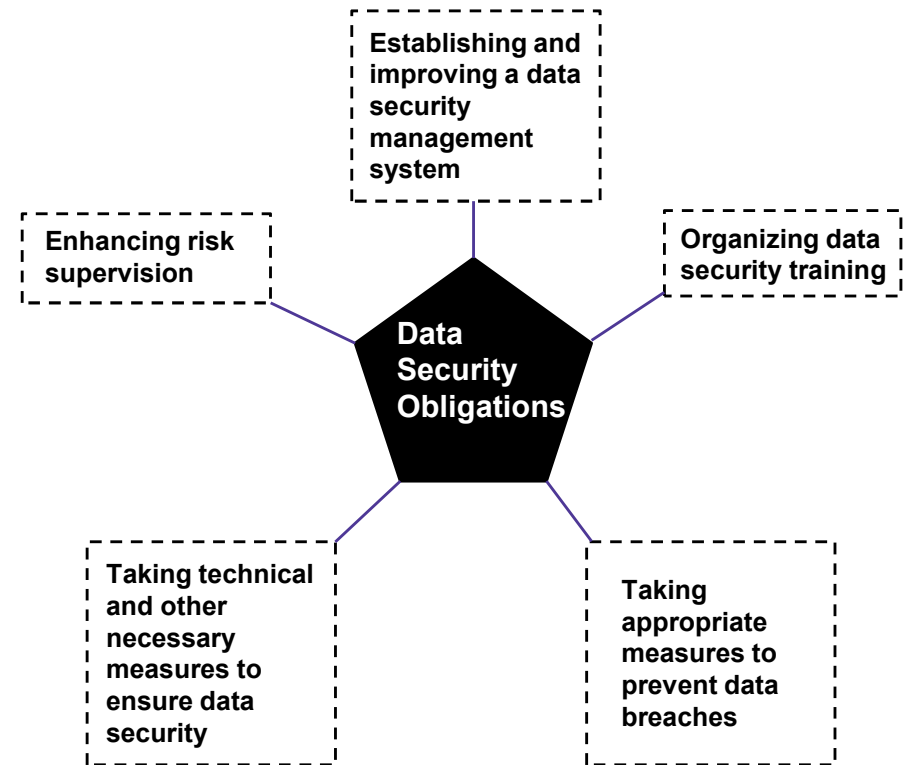 Establishing and
improving a data
security
management
system
Enhancing risk
supervision
Organizing data
security training
Data
Security
Obligations
Taking technical
and other
necessary
measures to
ensure data
security
Taking
appropriate
measures to
prevent data
breaches